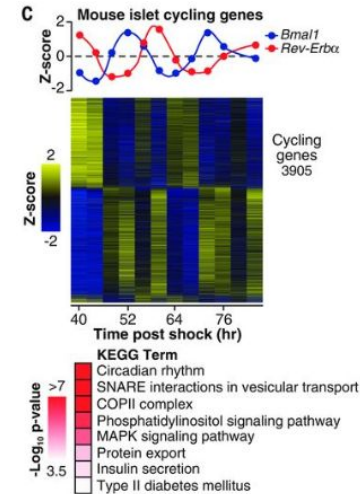 C
Mouse islet cycling genes
2
0
-2
Z-score
Bmal1
Rev-Erbα
Cycling
genes
3905
2
-2
Z-score
40 52 64 76
Time post shock (hr)
KEGG Term
Circadian rhythm
SNARE interactions in vesicular transport
COPII complex
Phosphatidylinositol signaling pathway
MAPK signaling pathway
Protein export
Insulin secretion
Type II diabetes mellitus
>7
3.5
-Log10 p-value